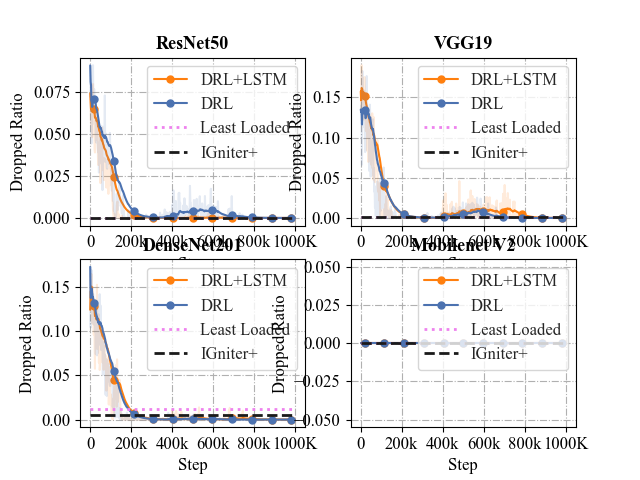 ResNet50
Dropped Ratio
0.075
0.050
0.025
0.000
DRL+LSTM
DRL
Least Loaded
IGniter+
0
200k
400k
600k
800k
1000K
VGG19
Dropped Ratio
0.15
0.10
0.05
0.00
DRL+LSTM
DRL
Least Loaded
IGniter+
0
200k
400k
600k
800k
1000K
DenseNet201
Dropped Ratio
0.15
0.10
0.05
0.00
DRL+LSTM
DRL
Least Loaded
IGniter+
0
200k
400k
600k
800k
1000K
Step
Mobilenet V2
Dropped Ratio
0.050
0.025
0.000
0.025
0.050
DRL+LSTM
DRL
Least Loaded
IGniter+
0
200k
400k
600k
800k
1000K
Step